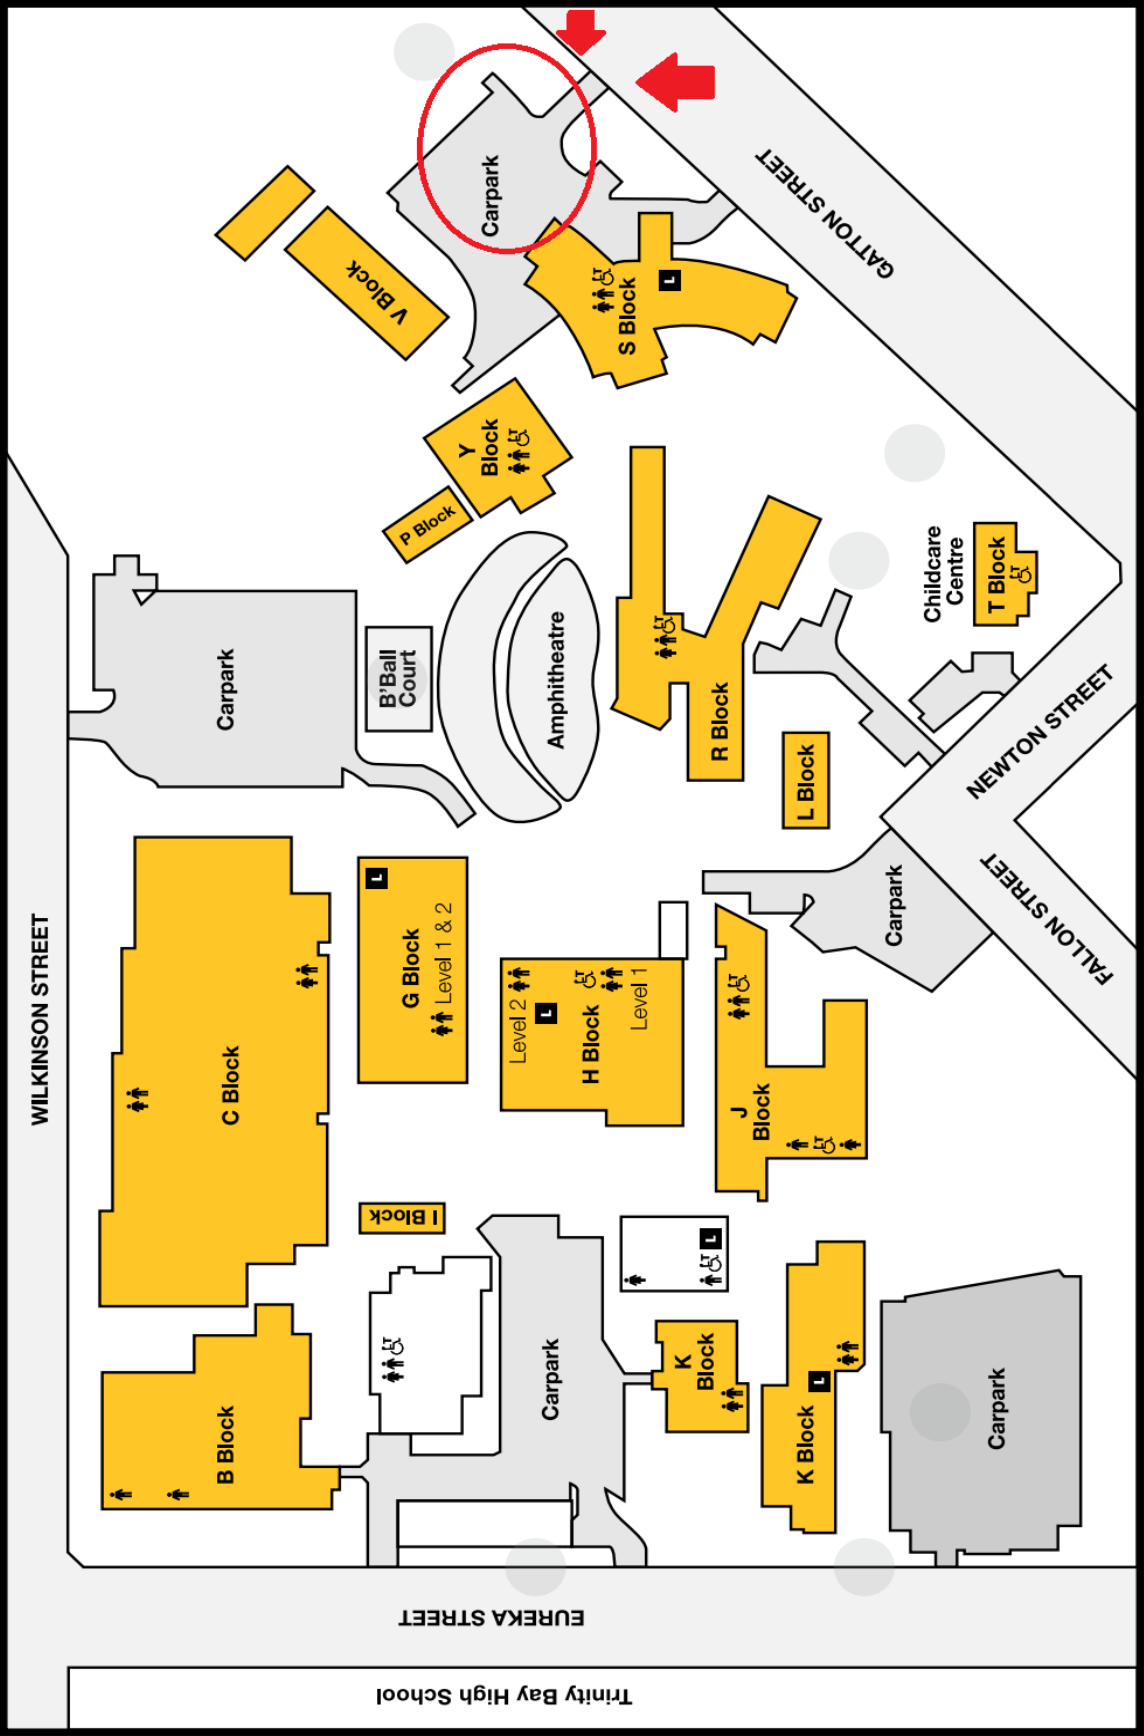 GATTON STREET
Carpark
V Block
S Block
L
Y
Block
P Block
Childcare
Centre
T Block
Carpark
B'Ball
Court
Amphitheatre
R Block
L Block
NEWTON STREET
FALLON STREET
Carpark
WILKINSON STREET
C Block
L
G Block
Level 1 & 2
Level 2
L
H Block
Level 1
J
Block
I Block
L
Carpark
K
Block
L
K Block
Carpark
B Block
EUREKA STREET
Trinity Bay High School